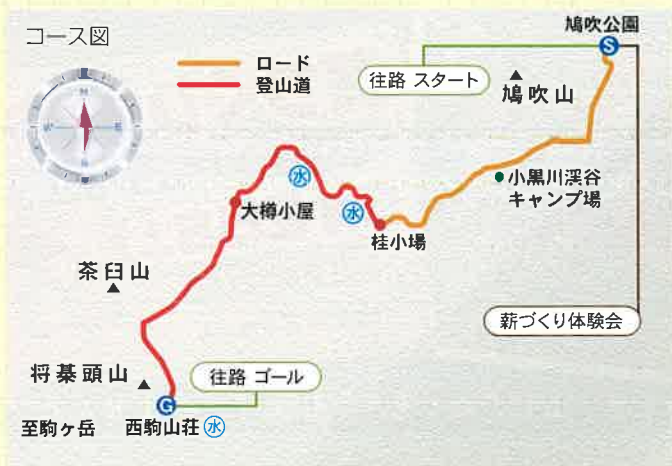 コース図
ロード
登山道
鳩吹公園
S
往路 スタート
鳩吹山
小黒川渓谷
キャンプ場
水
水
大樽小屋
桂小場
茶臼山
薪づくり体験会
将棊頭山
往路 ゴール
G
至駒ヶ岳
西駒山荘
水